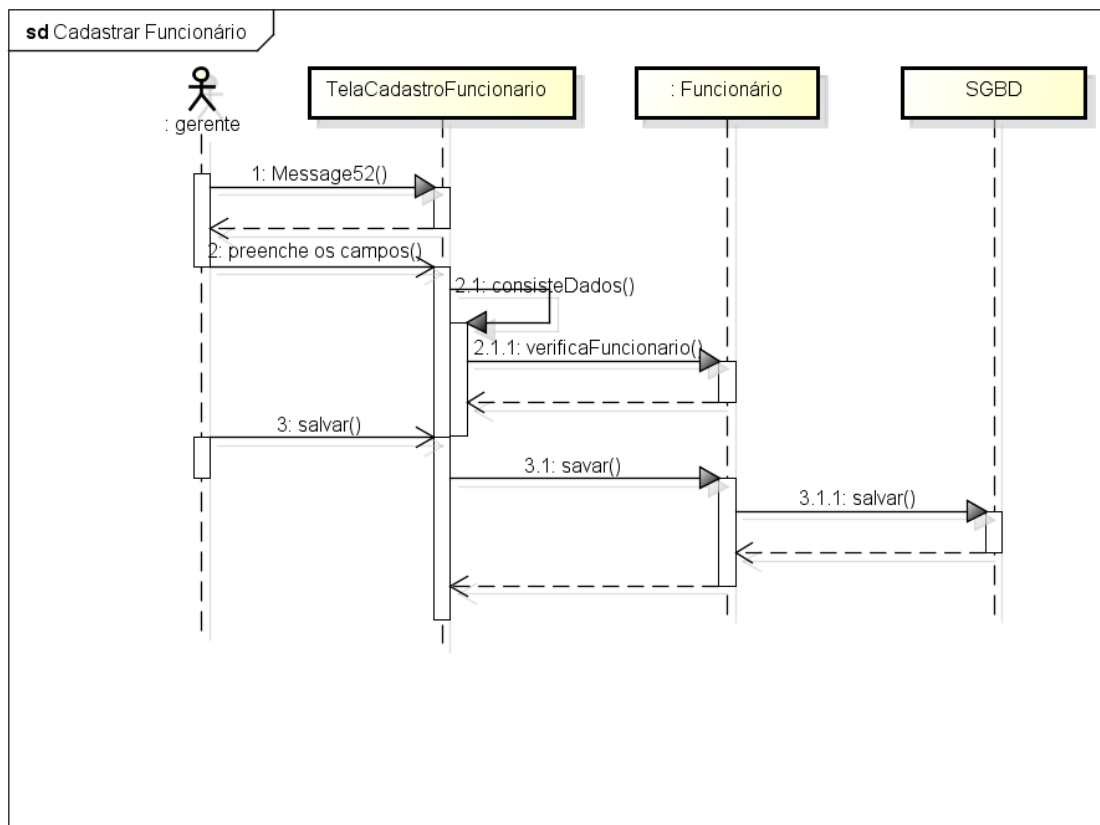 sd Cadastrar Funcionário
: gerente
TelaCadastroFuncionario
: Funcionário
SGBD
1: Message52()
2: preenche os campos()
2.1: consisteDados()
2.1.1: verificaFuncionario()
3: salvar()
3.1: savar()
3.1.1: salvar()